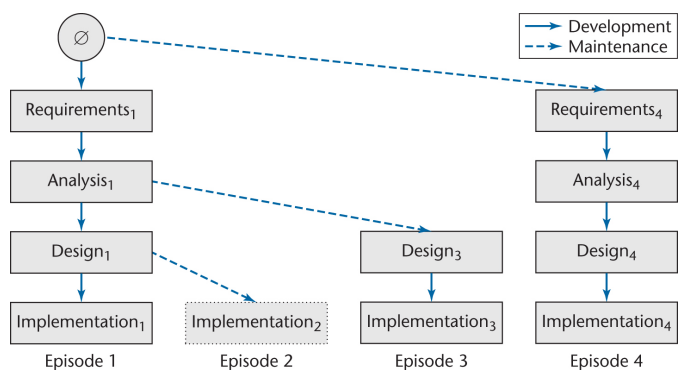 ∅
Development
Maintenance
Requirements₁
Requirements₄
Analysis₁
Analysis₄
Design₁
Design₃
Design₄
Implementation₁
Implementation₂
Implementation₃
Implementation₄
Episode 1
Episode 2
Episode 3
Episode 4